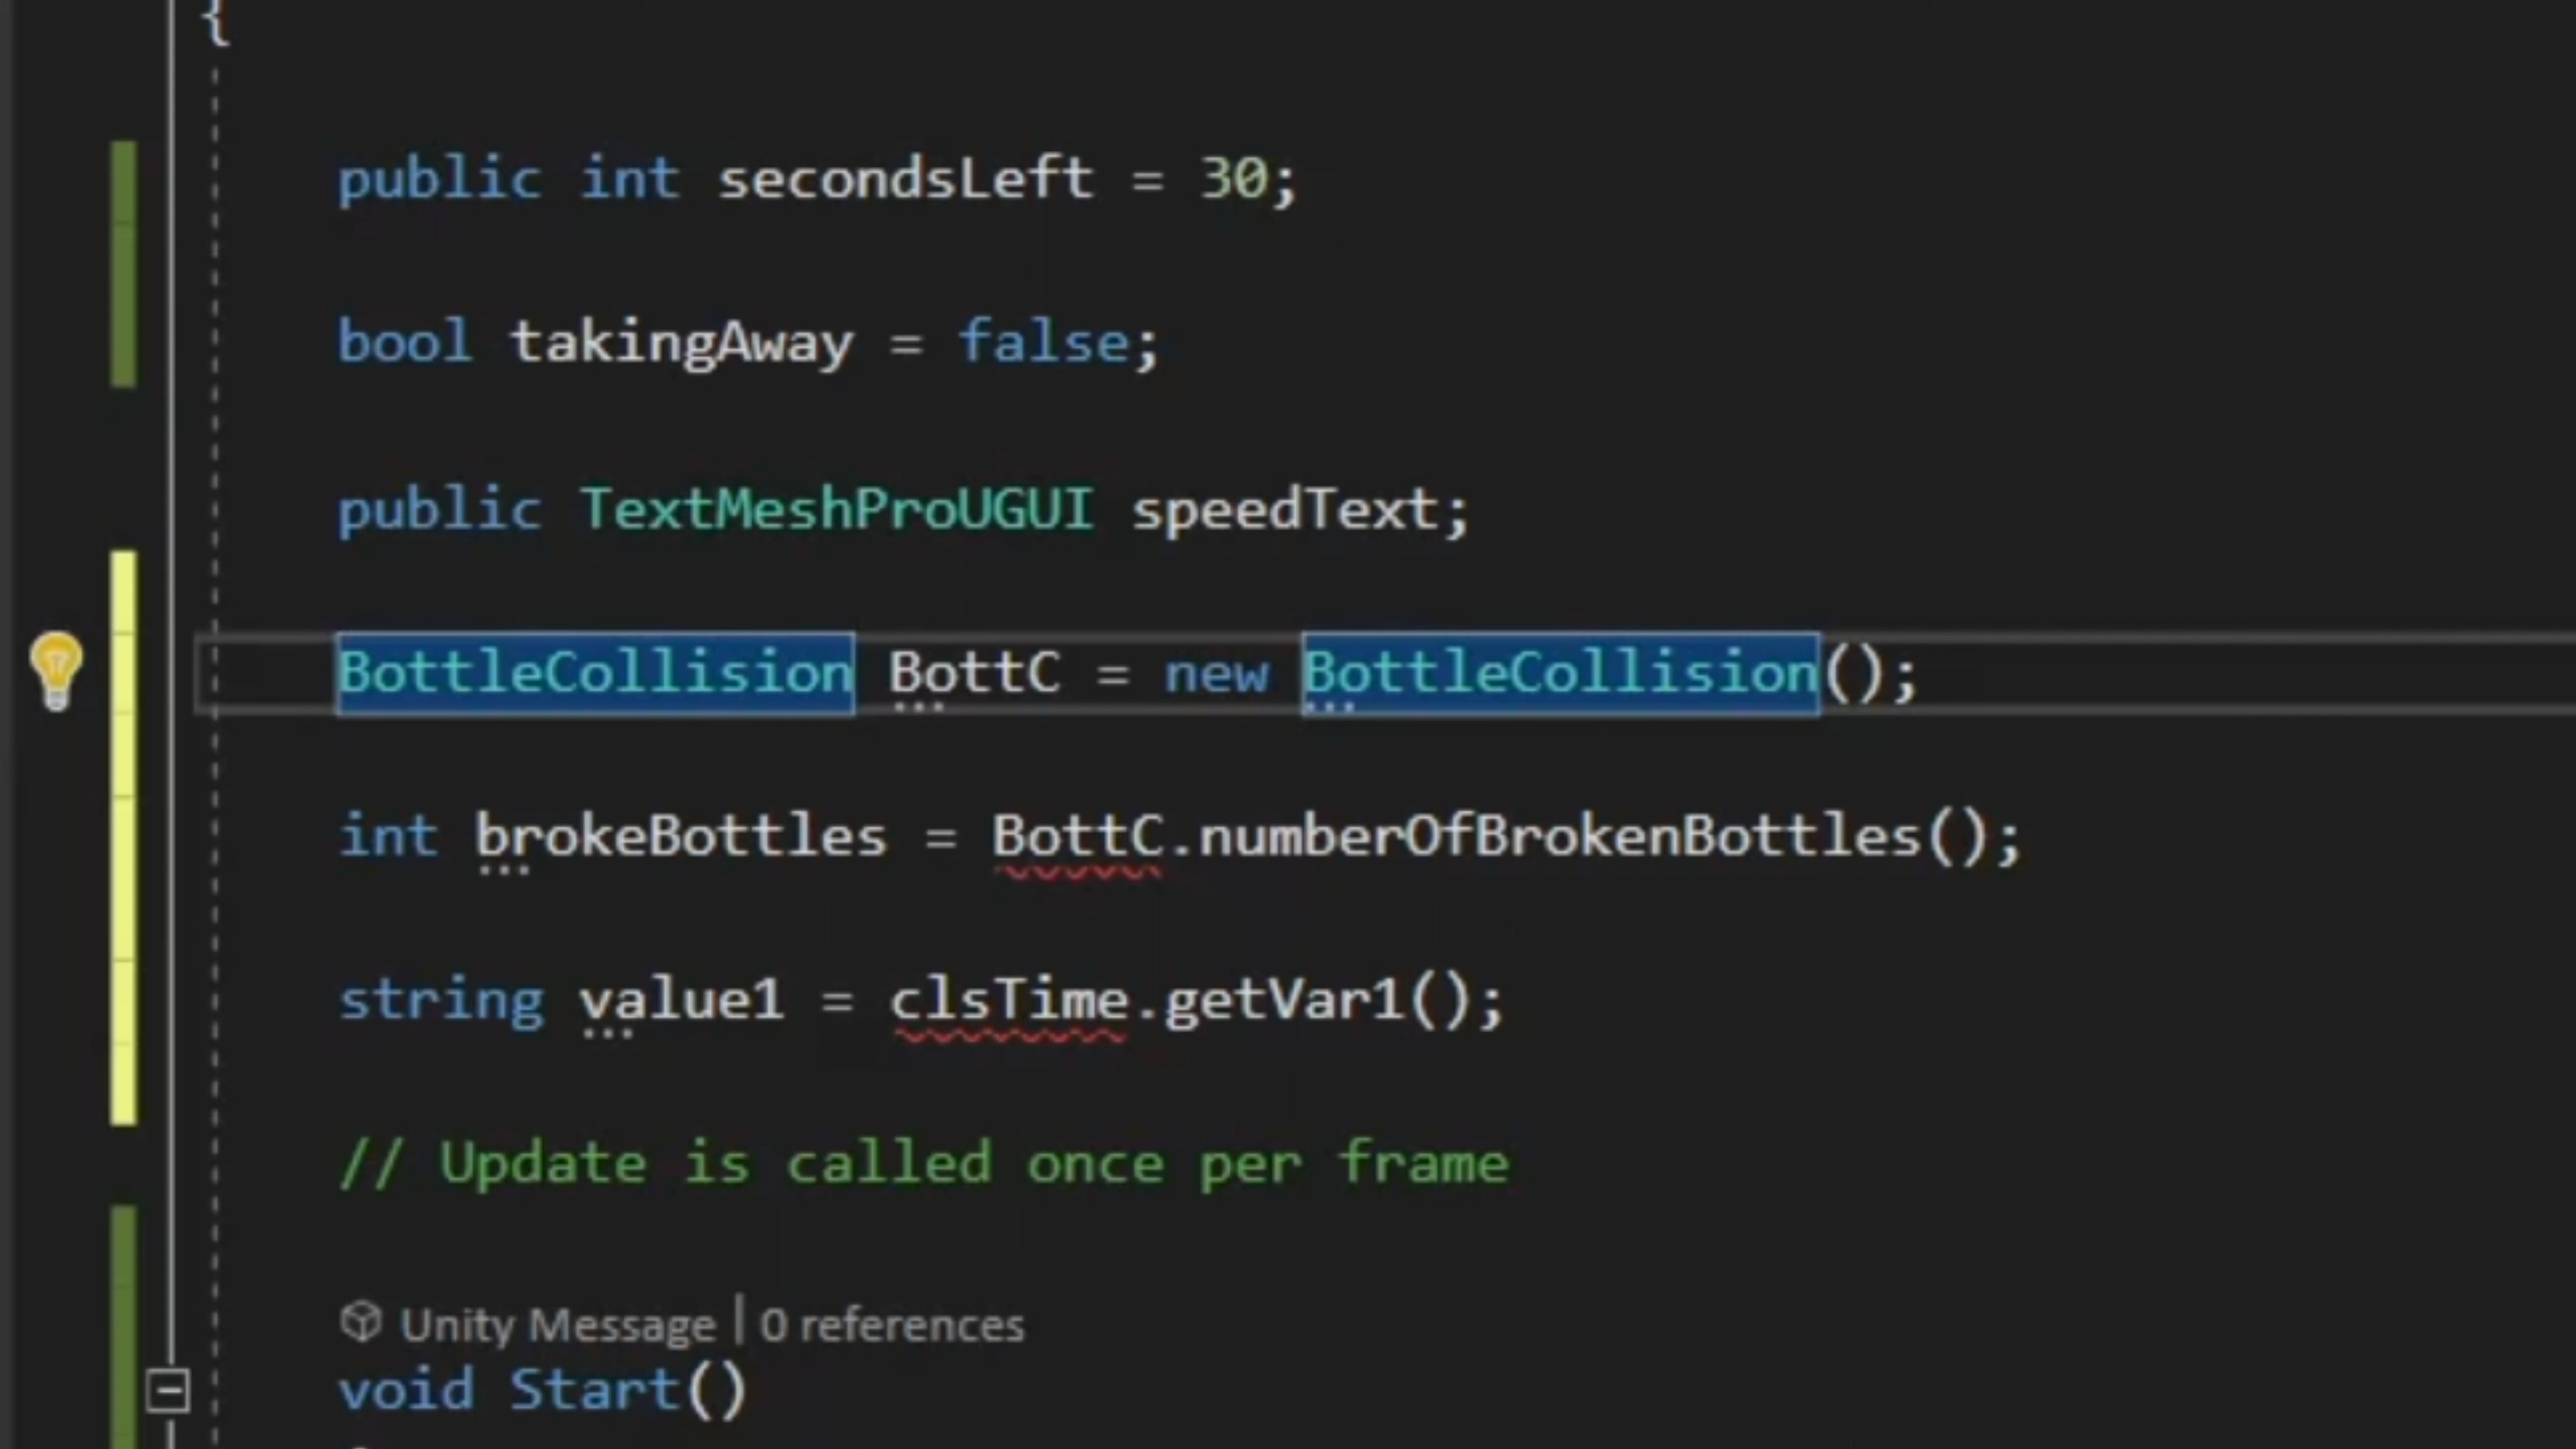 {
public int secondsLeft = 30;
bool takingAway = false;
public TextMeshProUGUI speedText;
BottleCollision BottC = new BottleCollision();
int brokeBottles = BottC.numberOfBrokenBottles();
string value1 = clsTime.getVar1();
// Update is called once per frame
Unity Message | 0 references
void Start()